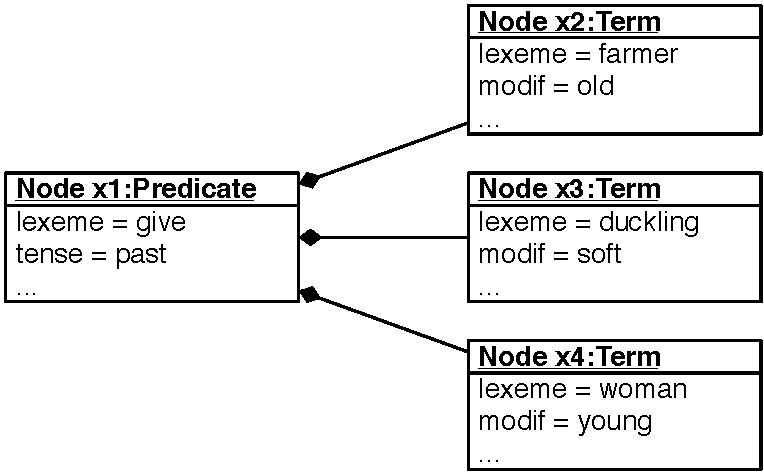 Node x2:Term
lexeme = farmer
modif = old
...
Node x1:Predicate
lexeme = give
tense = past
...
Node x3:Term
lexeme = duckling
modif = soft
...
Node x4:Term
lexeme = woman
modif = young
...